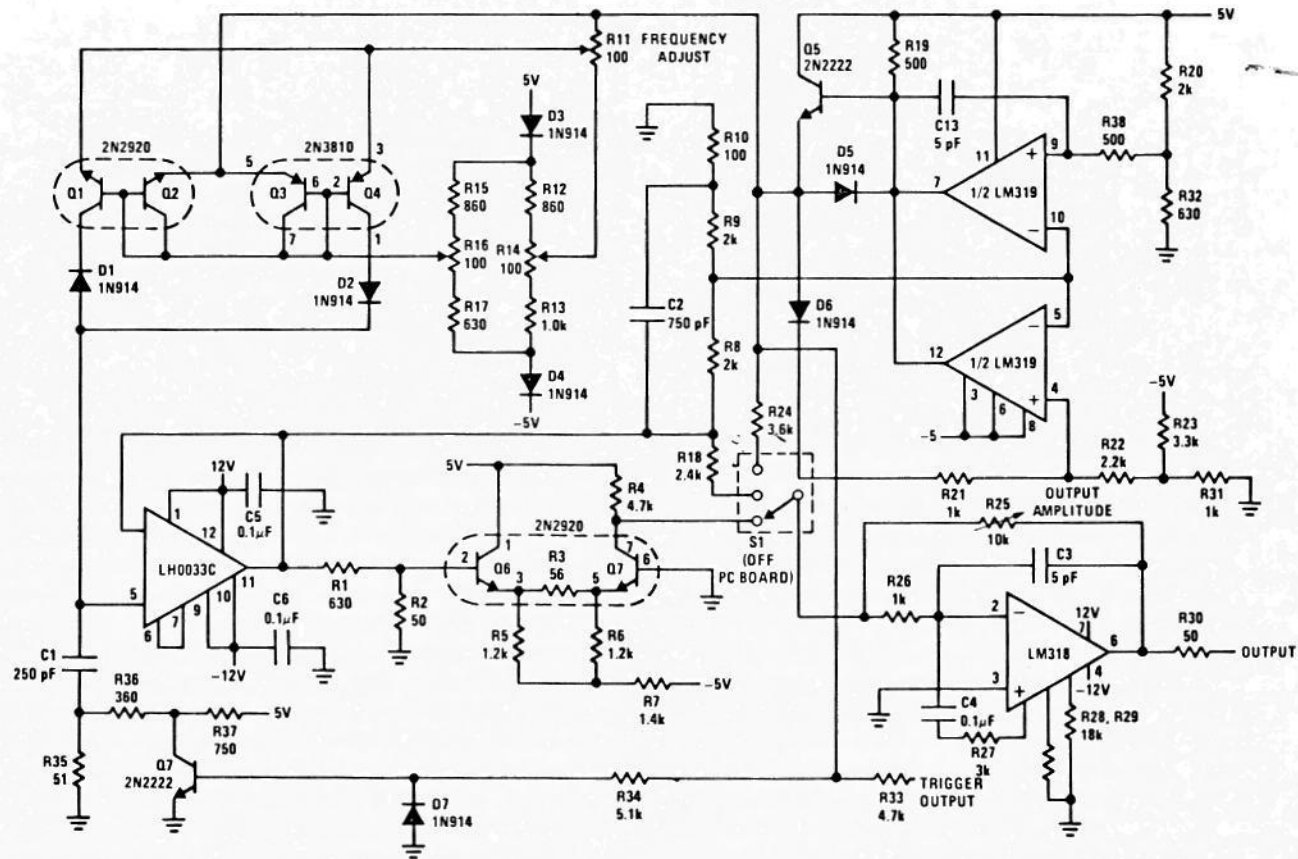 R11
100
FREQUENCY
ADJUST
Q5
2N2222
R19
500
5V
R20
2k
5V
D3
1N914
C13
5 pF
R38
500
R10
100
2N2920
2N3810
5
3
Q1
Q2
Q3
6
2
Q4
7
1
D5
1N914
11
9
+
7
1/2 LM319
10
−
R32
630
R15
860
R12
860
R9
2k
R16
100
R14
100
D1
1N914
D2
1N914
R17
630
R13
1.0k
C2
750 pF
D6
1N914
5
−
12
1/2 LM319
4
+
3
6
8
−5
R8
2k
D4
1N914
−5V
−5V
R23
3.3k
R24
3.6k
R18
2.4k
R22
2.2k
R21
1k
R31
1k
OUTPUT
AMPLITUDE
R25
10k
12V
1
12
C5
0.1μF
5V
R4
4.7k
2N2920
LH0033C
11
10
9
5
6
7
R1
630
2
1
Q6
3
R3
56
5
7
Q7
6
S1
(OFF
PC BOARD)
C3
5 pF
R26
1k
C6
0.1μF
R2
50
R5
1.2k
R6
1.2k
2
−
12V
7
LM318
6
3
+
4
−12V
R30
50
OUTPUT
C1
250 pF
−12V
R7
1.4k
−5V
C4
0.1μF
R28, R29
18k
R27
3k
R36
360
R37
750
5V
R35
51
Q7
2N2222
D7
1N914
R34
5.1k
R33
4.7k
TRIGGER
OUTPUT